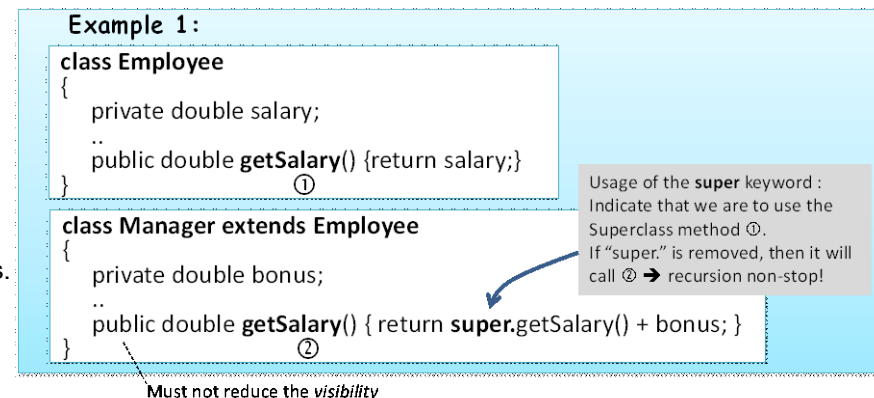 Example 1:
class Employee
{
private double salary;
..
public double getSalary() {return salary;}
①
}
Usage of the super keyword :
Indicate that we are to use the
Superclass method ①.
If “super.” is removed, then it will
call ② ➔ recursion non-stop!
class Manager extends Employee
{
private double bonus;
s.
..
public double getSalary() { return super.getSalary() + bonus; }
②
}
Must not reduce the visibility